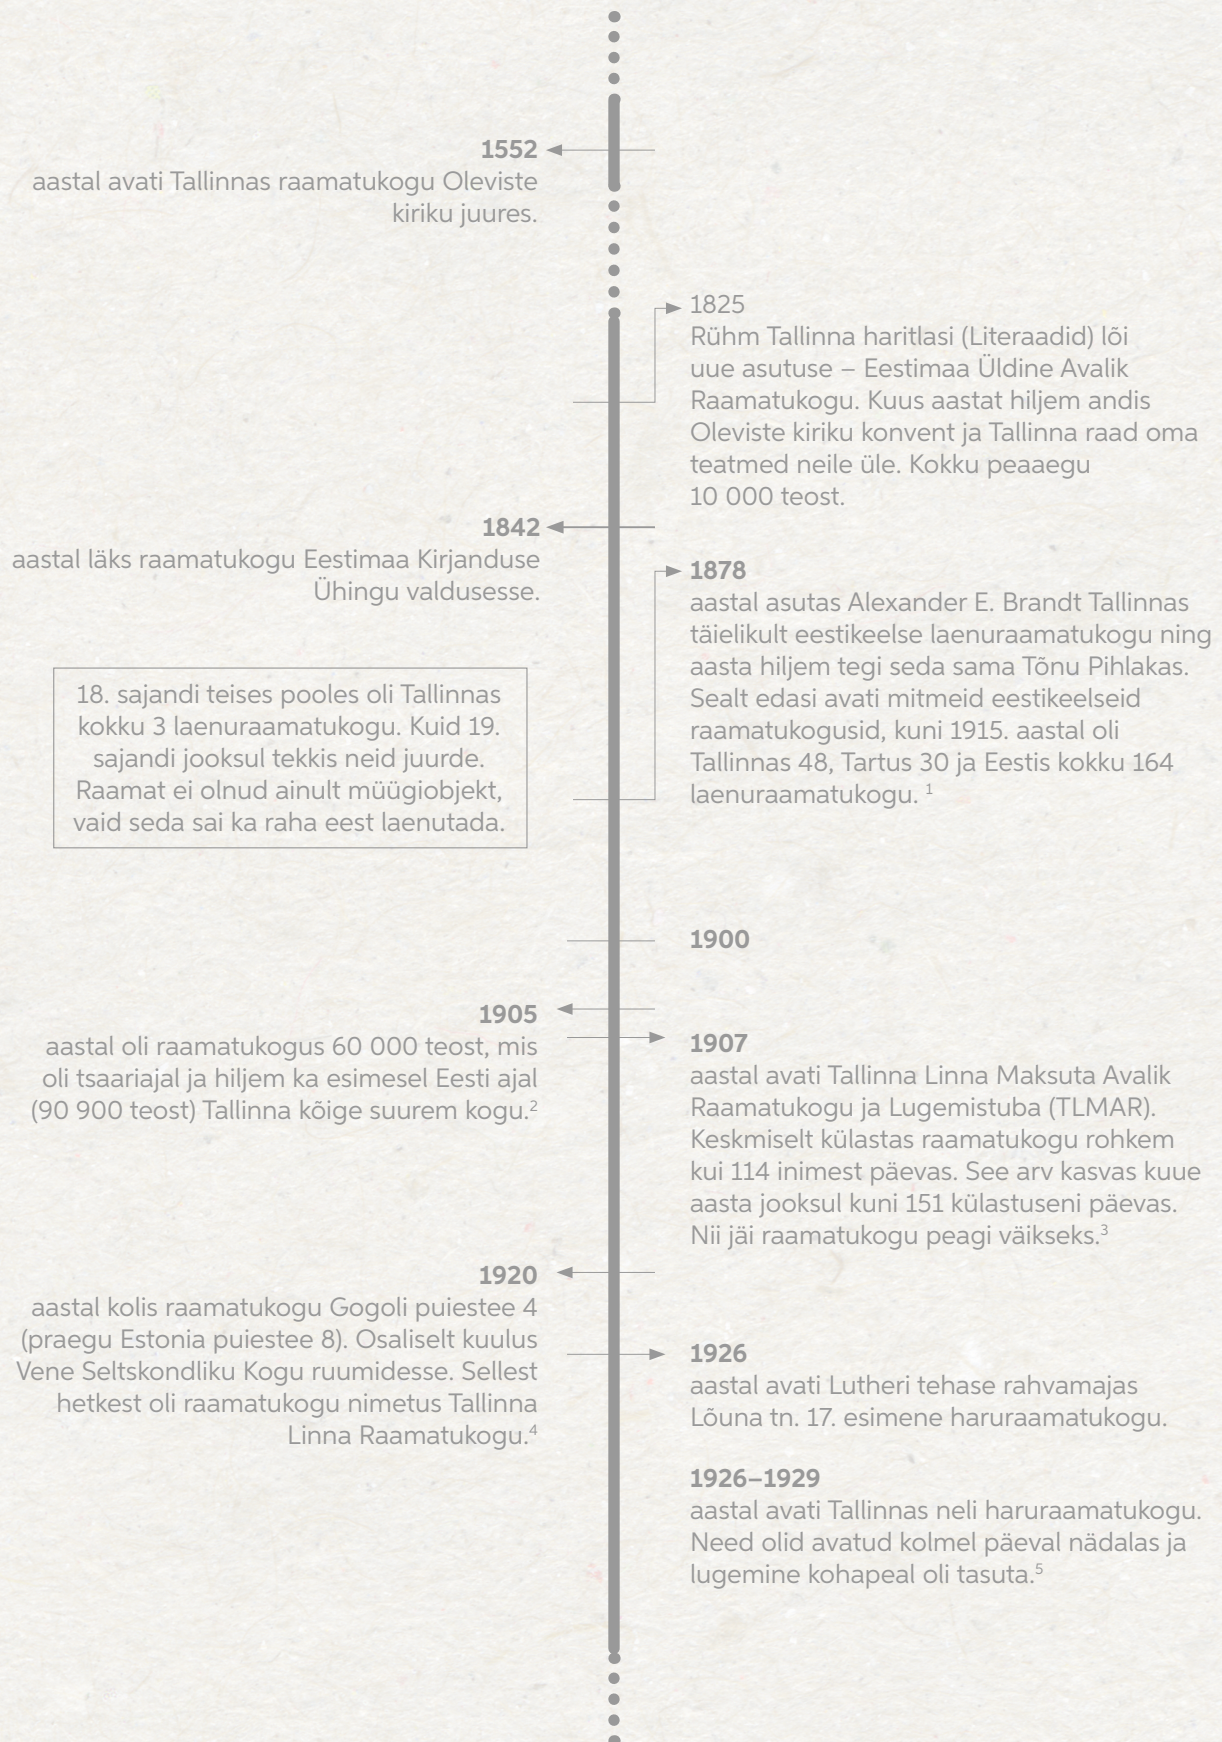 1552
aastal avati Tallinnas raamatukogu Oleviste
kiriku juures.
1825
Rühm Tallinna haritlasi (Literaadid) lõi
uue asutuse – Eestimaa Üldine Avalik
Raamatukogu. Kuus aastat hiljem andis
Oleviste kiriku konvent ja Tallinna raad oma
teatmed neile üle. Kokku peaaegu
10 000 teost.
1842
aastal läks raamatukogu Eestimaa Kirjanduse
Ühingu valdusesse.
1878
aastal asutas Alexander E. Brandt Tallinnas
täielikult eestikeelse laenuraamatukogu ning
aasta hiljem tegi seda sama Tõnu Pihlakas.
Sealt edasi avati mitmeid eestikeelseid
raamatukogusid, kuni 1915. aastal oli
Tallinnas 48, Tartus 30 ja Eestis kokku 164
laenuraamatukogu. ¹
18. sajandi teises pooles oli Tallinnas
kokku 3 laenuraamatukogu. Kuid 19.
sajandi jooksul tekkis neid juurde.
Raamat ei olnud ainult müügiobjekt,
vaid seda sai ka raha eest laenutada.
1900
1905
aastal oli raamatukogus 60 000 teost, mis
oli tsaariajal ja hiljem ka esimesel Eesti ajal
(90 900 teost) Tallinna kõige suurem kogu.²
1907
aastal avati Tallinna Linna Maksuta Avalik
Raamatukogu ja Lugemistuba (TLMAR).
Keskmiselt külastas raamatukogu rohkem
kui 114 inimest päevas. See arv kasvas kuue
aasta jooksul kuni 151 külastuseni päevas.
Nii jäi raamatukogu peagi väikseks.³
1920
aastal kolis raamatukogu Gogoli puiestee 4
(praegu Estonia puiestee 8). Osaliselt kuulus
Vene Seltskondliku Kogu ruumidesse. Sellest
hetkest oli raamatukogu nimetus Tallinna
Linna Raamatukogu.⁴
1926
aastal avati Lutheri tehase rahvamajas
Lõuna tn. 17. esimene haruraamatukogu.
1926–1929
aastal avati Tallinnas neli haruraamatukogu.
Need olid avatud kolmel päeval nädalas ja
lugemine kohapeal oli tasuta.⁵